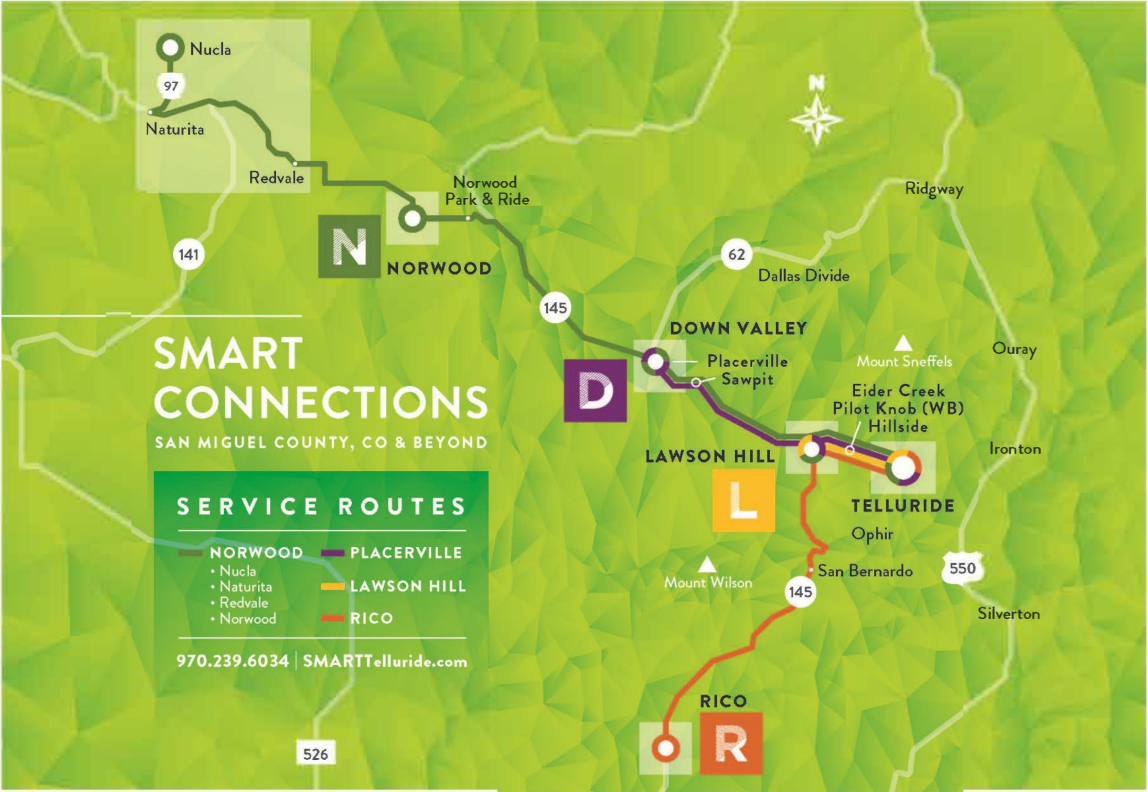 Nucla
97
Naturita
Redvale
Norwood
Park & Ride
N
N
NORWOOD
141
145
62
Dallas Divide
Ridgway
DOWN VALLEY
Placerville
Sawpit
D
Mount Sneffels
Ouray
Eider Creek
Pilot Knob (WB)
Hillside
Ironton
LAWSON HILL
L
TELLURIDE
Ophir
San Bernardo
550
Mount Wilson
145
Silverton
RICO
R
SMART
CONNECTIONS
SAN MIGUEL COUNTY, CO & BEYOND
SERVICE ROUTES
NORWOOD
• Nucla
• Naturita
• Redvale
• Norwood
PLACERVILLE
LAWSON HILL
RICO
970.239.6034 | SMARTTelluride.com
526